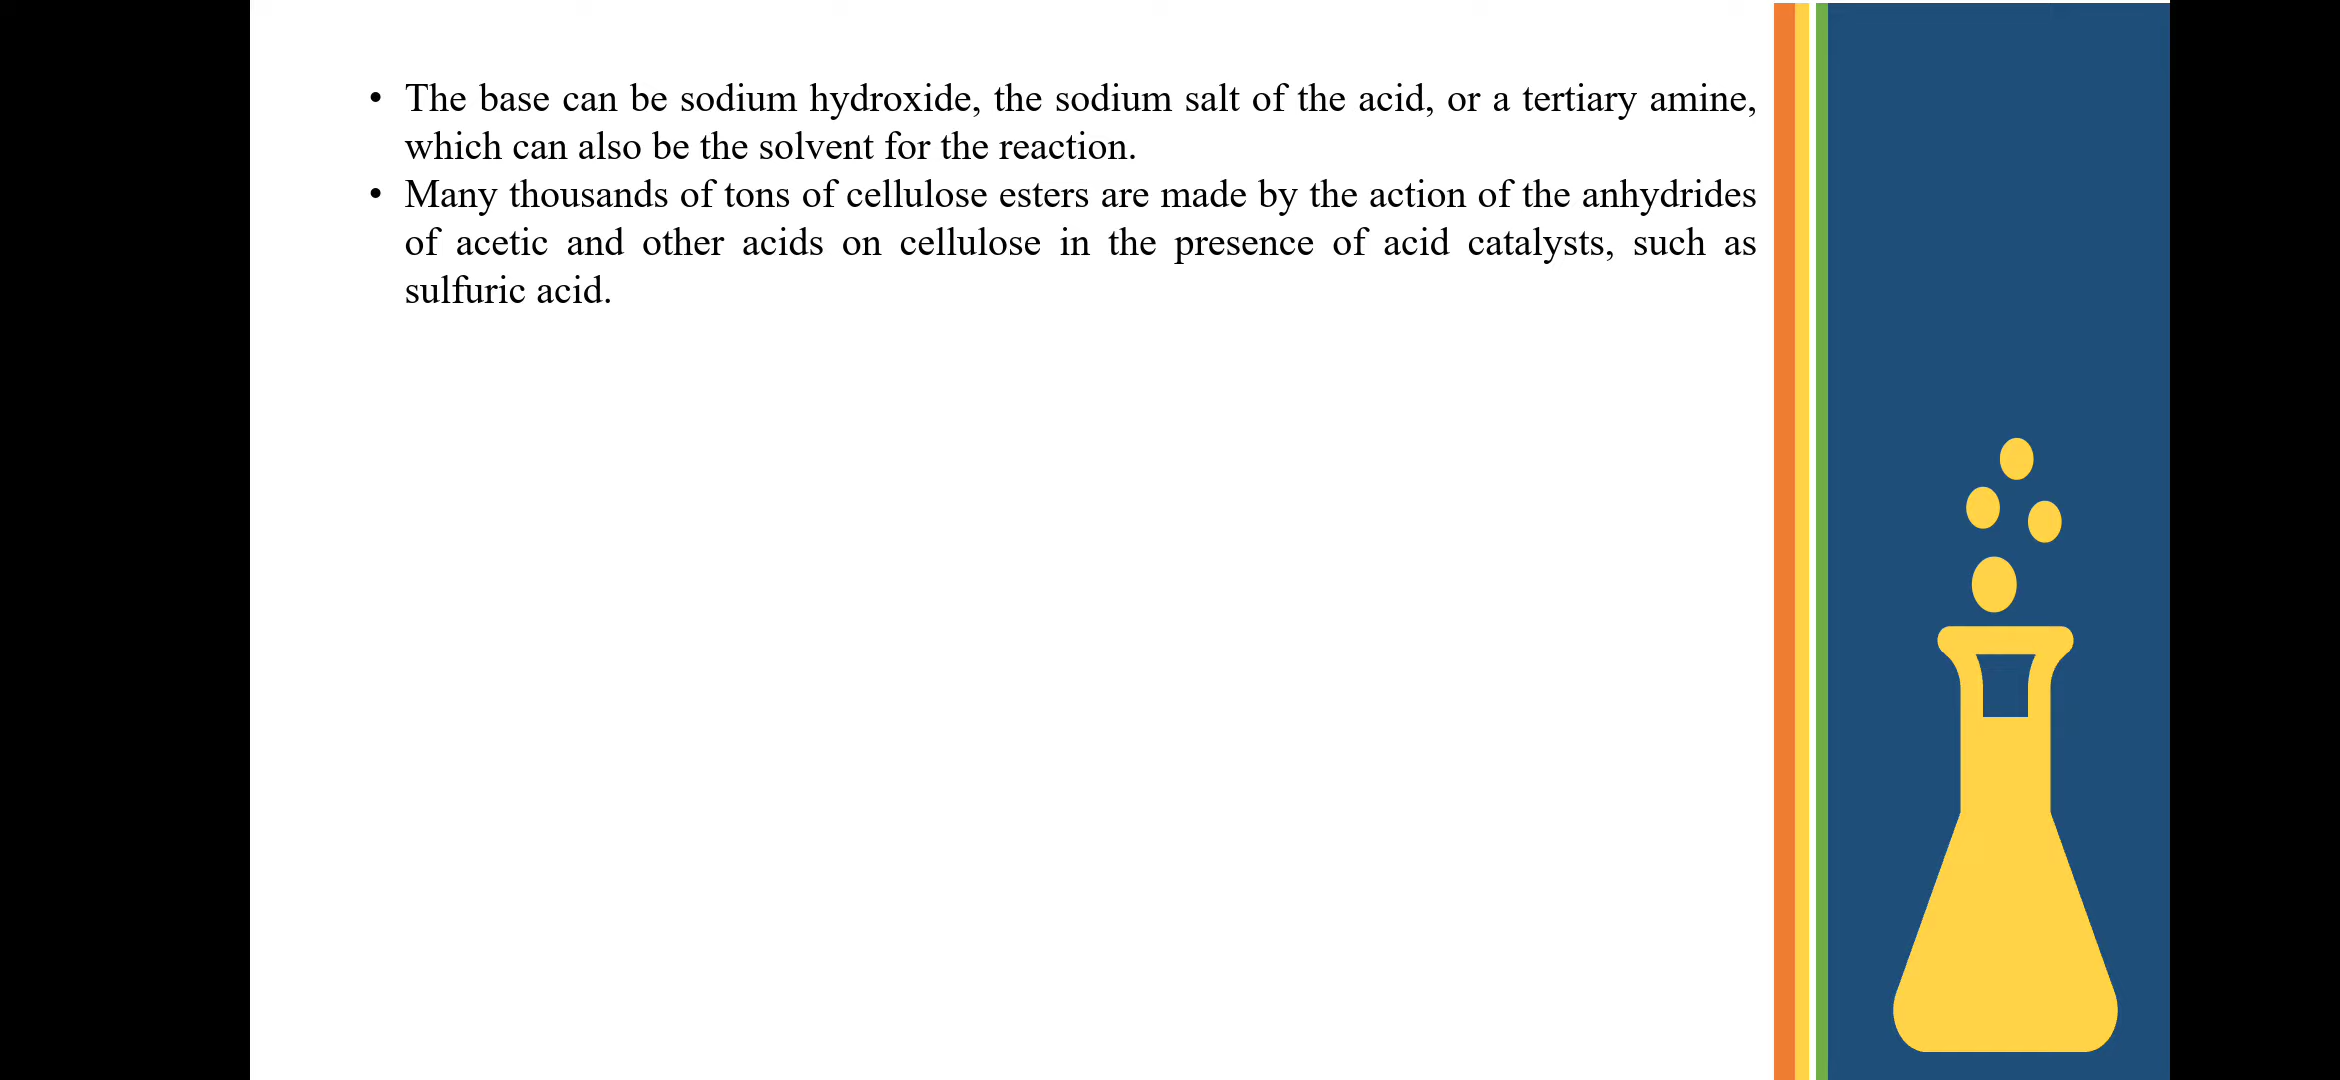 • The base can be sodium hydroxide, the sodium salt of the acid, or a tertiary amine,
which can also be the solvent for the reaction.
• Many thousands of tons of cellulose esters are made by the action of the anhydrides
of acetic and other acids on cellulose in the presence of acid catalysts, such as
sulfuric acid.